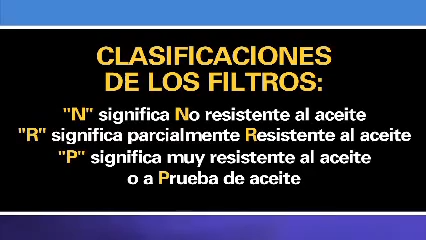 CLASIFICACIONES
DE LOS FILTROS:
"N" significa No resistente al aceite
"R" significa parcialmente Resistente al aceite
"P" significa muy resistente al aceite
o a Prueba de aceite